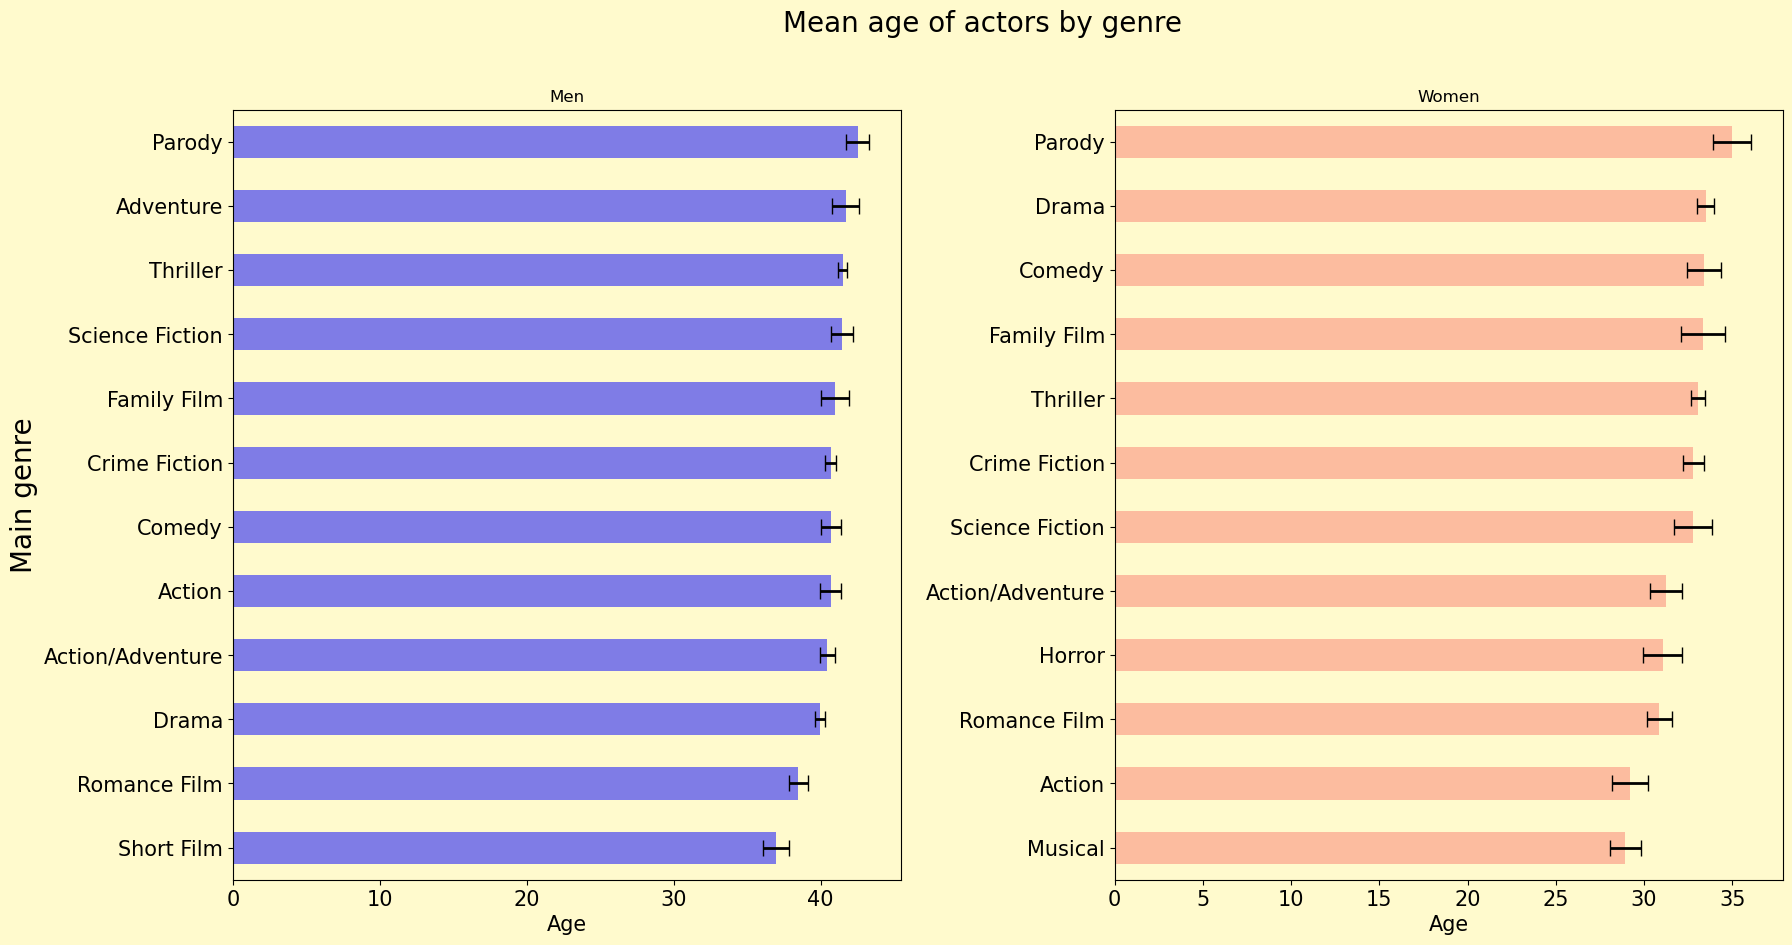 Mean age of actors by genre
Main genre
Men
Parody
Adventure
Thriller
Science Fiction
Family Film
Crime Fiction
Comedy
Action
Action/Adventure
Drama
Romance Film
Short Film
0 10 20 30 40
Age
Women
Parody
Drama
Comedy
Family Film
Thriller
Crime Fiction
Science Fiction
Action/Adventure
Horror
Romance Film
Action
Musical
0 5 10 15 20 25 30 35
Age